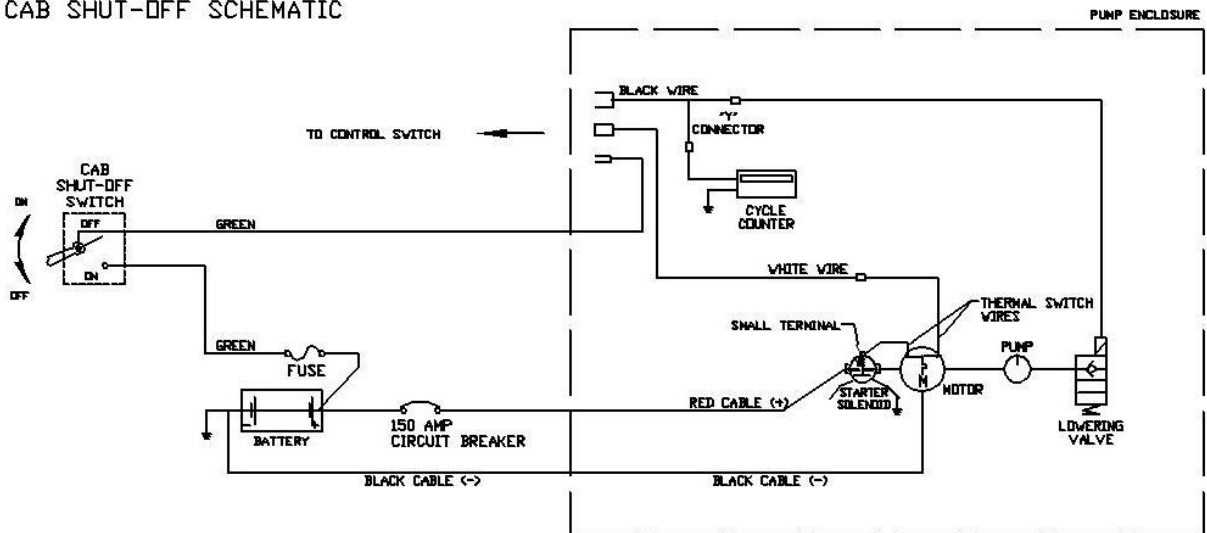 CAB SHUT-OFF SCHEMATIC
PUMP ENCLOSURE
BLACK WIRE
"Y"
CONNECTOR
TO CONTROL SWITCH
CAB
SHUT-OFF
SWITCH
ON
OFF
OFF
ON
GREEN
CYCLE
COUNTER
WHITE WIRE
THERMAL SWITCH
WIRES
SMALL TERMINAL
PUMP
GREEN
FUSE
P
M
MOTOR
STARTER
SOLENOID
RED CABLE (+)
LOWERING
VALVE
BATTERY
150 AMP
CIRCUIT BREAKER
BLACK CABLE (-)
BLACK CABLE (-)